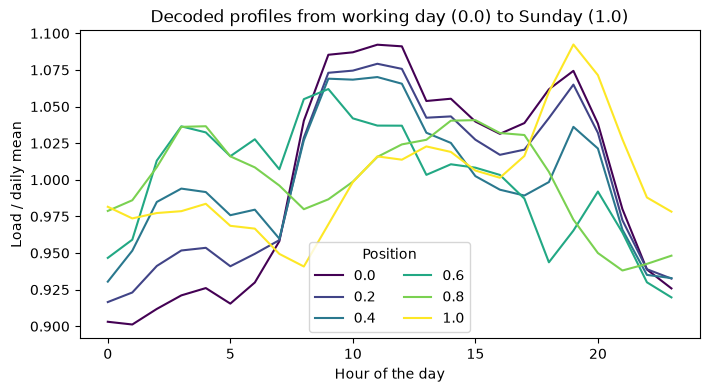 Decoded profiles from working day (0.0) to Sunday (1.0)
Load / daily mean
1.100
1.075
1.050
1.025
1.000
0.975
0.950
0.925
0.900
Position
0.0 0.6
0.2 0.8
0.4 1.0
0 5 10 15 20
Hour of the day